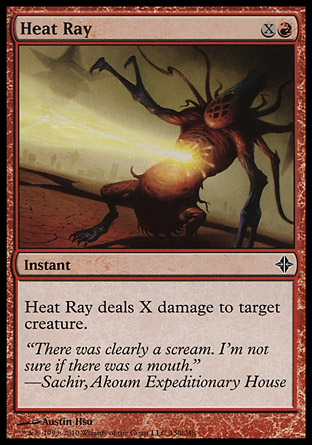 Heat Ray X
Instant
Heat Ray deals X damage to target
creature.
“There was clearly a scream. I’m not
sure if there was a mouth.”
—Sachir, Akoum Expeditionary House
Austin Hsu